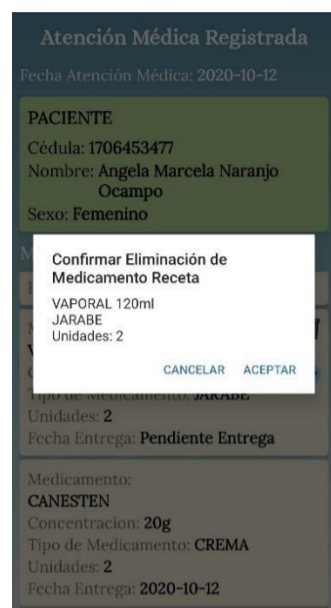 Atención Médica Registrada
Fecha Atención Médica: 2020-10-12
PACIENTE
Cédula: 1706453477
Nombre: Angela Marcela Naranjo
Ocampo
Sexo: Femenino
Confirmar Eliminación de
Medicamento Receta
VAPORAL 120ml
JARABE
Unidades: 2
CANCELAR ACEPTAR
Tipo de Medicamento: JARABE
Unidades: 2
Fecha Entrega: Pendiente Entrega
Medicamento:
CANESTEN
Concentracion: 20g
Tipo de Medicamento: CREMA
Unidades: 2
Fecha Entrega: 2020-10-12